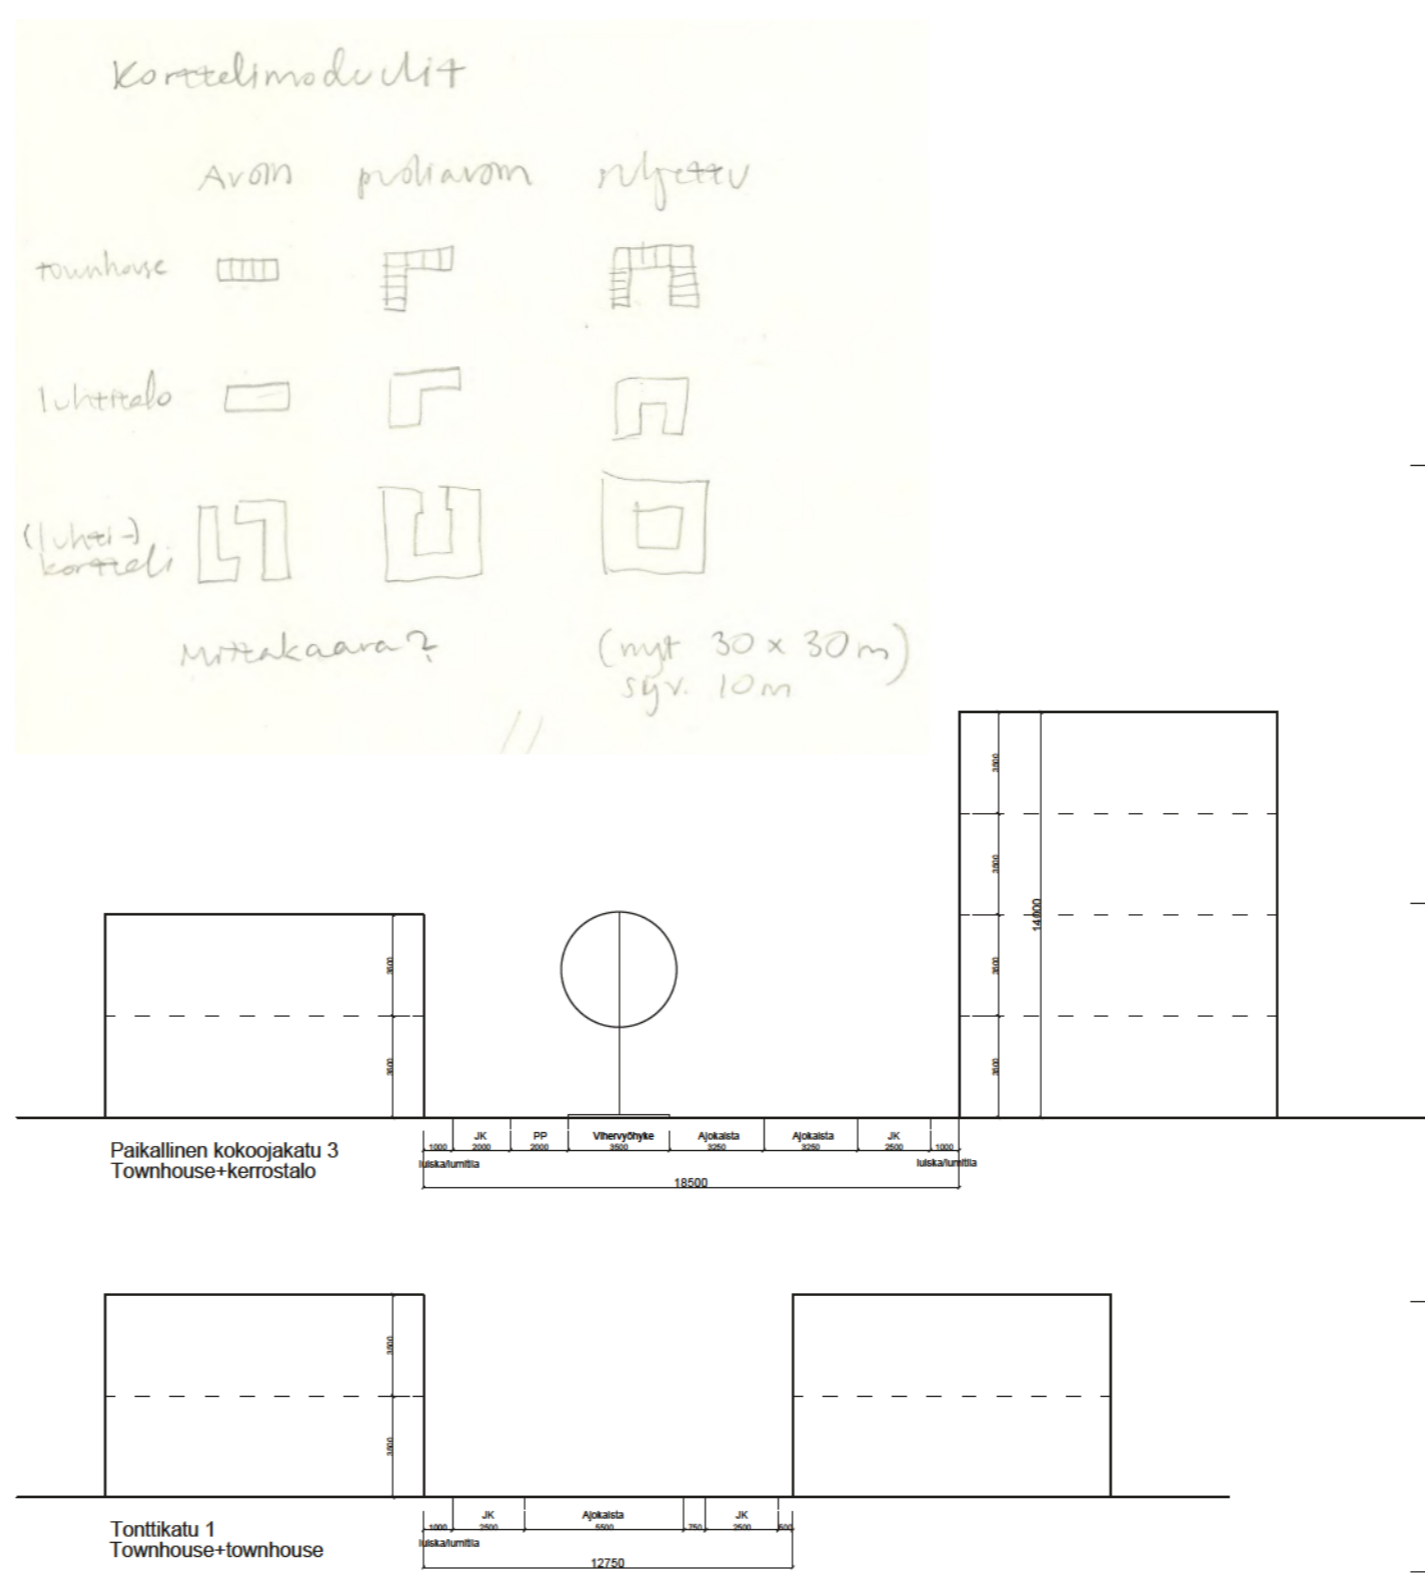 Korttelimoduulit
Avoin puoliavoin suljettu
townhouse
luhtitalo
(luhti-)
kortteli
Mittakaava? (nyt 30 x 30m)
syv. 10m
3500
3500
3500
3500
14000
3500
3500
JK PP Vihervyöhyke Ajokaista Ajokaista JK
1000 2000 2000 3500 3250 3250 2500 1000
luiska/lumitila luiska/lumitila
18500
Paikallinen kokoojakatu 3
Townhouse+kerrostalo
3500
3500
JK Ajokaista JK
1000 2500 5500 750 2500 500
luiska/lumitila
12750
Tonttikatu 1
Townhouse+townhouse